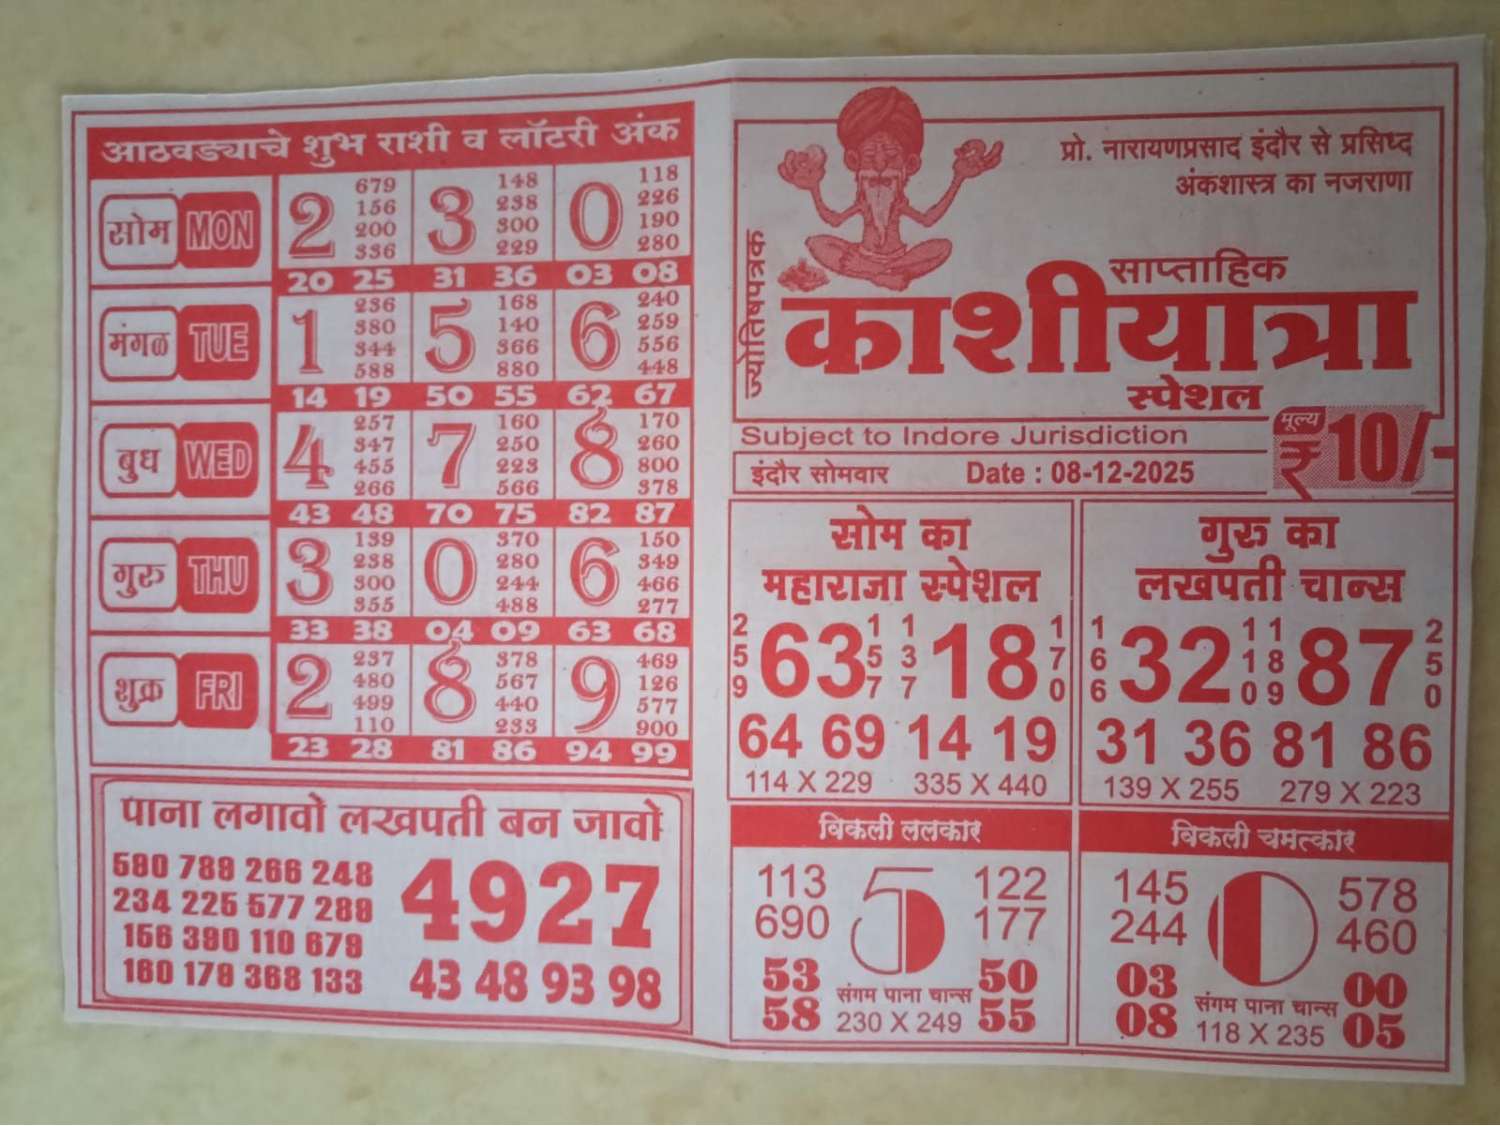 आठवड्याचे शुभ राशी व लॉटरी अंक
सोम MON
2 679 156 200 336
3 148 238 300 229
0 118 226 190 280
20 25 31 36 03 08
मंगळ TUE
1 236 380 344 588
5 168 140 366 880
6 240 259 556 448
14 19 50 55 62 67
बुध WED
4 257 347 455 266
7 160 250 223 566
8 170 260 800 378
43 48 70 75 82 87
गुरु THU
3 139 238 300 355
0 370 280 244 488
6 150 349 466 277
33 38 04 09 63 68
शुक्र FRI
2 237 480 499 110
8 378 567 440 233
9 469 126 577 900
23 28 81 86 94 99
पाना लगावो लखपती बन जावो
580 789 266 248
234 225 577 288
156 390 110 679
160 179 368 133
4927
43 48 93 98
प्रो. नारायणप्रसाद इंदौर से प्रसिध्द
अंकशास्त्र का नजराणा
ज्योतिषपत्रक
साप्ताहिक
काशीयात्रा
स्पेशल
Subject to Indore Jurisdiction
मूल्य
₹10/-
इंदौर सोमवार Date : 08-12-2025
सोम का
महाराजा स्पेशल
259 63 157 137 18 170
64 69 14 19
114 X 229 335 X 440
गुरु का
लखपती चान्स
166 32 110 189 87 250
31 36 81 86
139 X 255 279 X 223
विकली ललकार
113 5 122
690 177
53 50
58 55
संगम पाना चान्स
230 X 249
विकली चमत्कार
145 0 578
244 460
03 00
08 05
संगम पाना चान्स
118 X 235